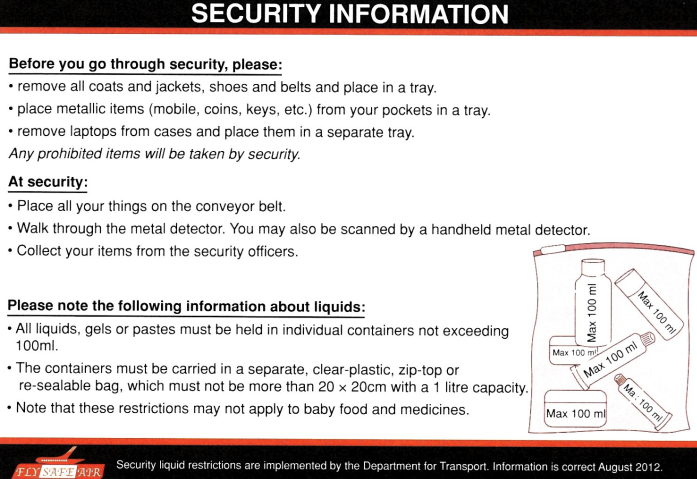 SECURITY INFORMATION
Before you go through security, please:
• remove all coats and jackets, shoes and belts and place in a tray.
• place metallic items (mobile, coins, keys, etc.) from your pockets in a tray.
• remove laptops from cases and place them in a separate tray.
Any prohibited items will be taken by security.
At security:
• Place all your things on the conveyor belt.
• Walk through the metal detector. You may also be scanned by a handheld metal detector.
• Collect your items from the security officers.
Please note the following information about liquids:
• All liquids, gels or pastes must be held in individual containers not exceeding
100ml.
• The containers must be carried in a separate, clear-plastic, zip-top or
re-sealable bag, which must not be more than 20 × 20cm with a 1 litre capacity.
• Note that these restrictions may not apply to baby food and medicines.
Max 100 ml
Max 100 ml
Max 100 ml
Max 100 ml
Ma : 100 ml
Max 100 ml
FLY SAFE AIR
Security liquid restrictions are implemented by the Department for Transport. Information is correct August 2012.